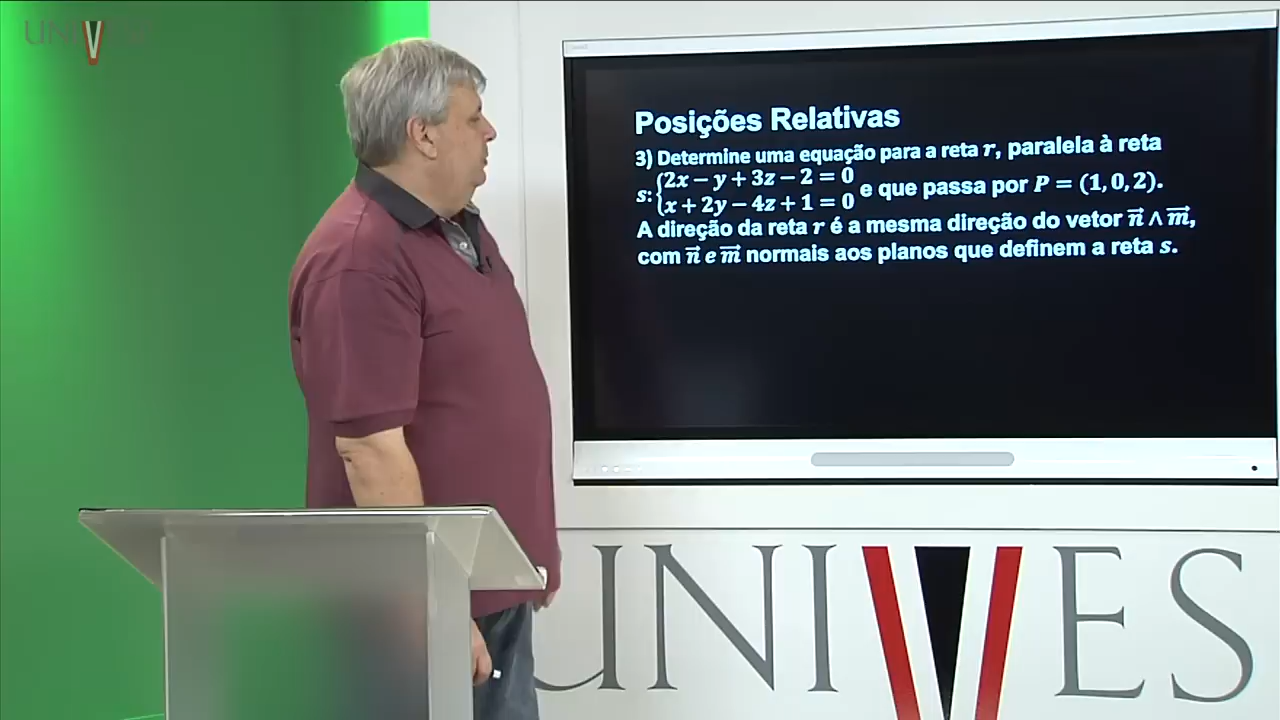 UNIVESP
Posições Relativas
3) Determine uma equação para a reta r, paralela à reta
s: {2x − y + 3z − 2 = 0
x + 2y − 4z + 1 = 0 e que passa por P = (1, 0, 2).
A direção da reta r é a mesma direção do vetor n⃗ ∧ m⃗,
com n⃗ e m⃗ normais aos planos que definem a reta s.
UNIVES